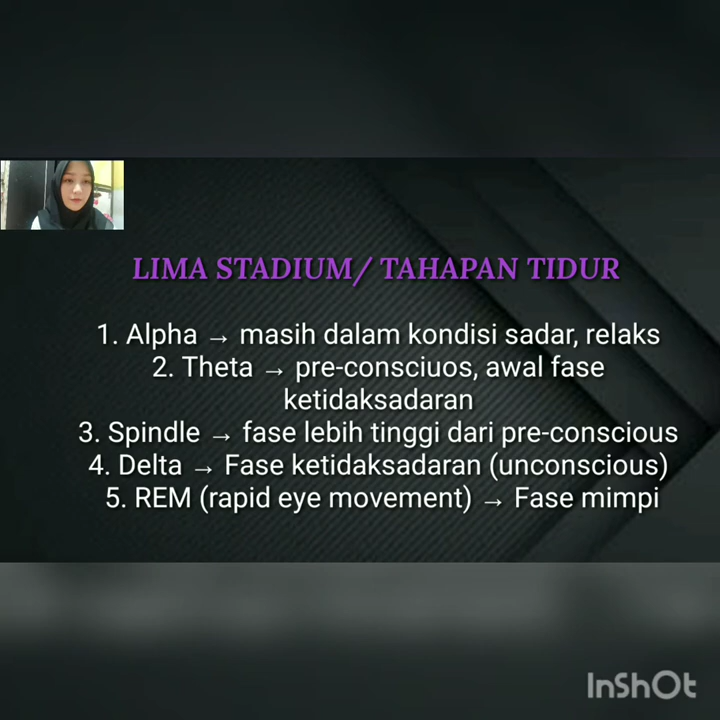 LIMA STADIUM/ TAHAPAN TIDUR
1. Alpha → masih dalam kondisi sadar, relaks
2. Theta → pre-consciuos, awal fase
ketidaksadaran
3. Spindle → fase lebih tinggi dari pre-conscious
4. Delta → Fase ketidaksadaran (unconscious)
5. REM (rapid eye movement) → Fase mimpi
InShOt